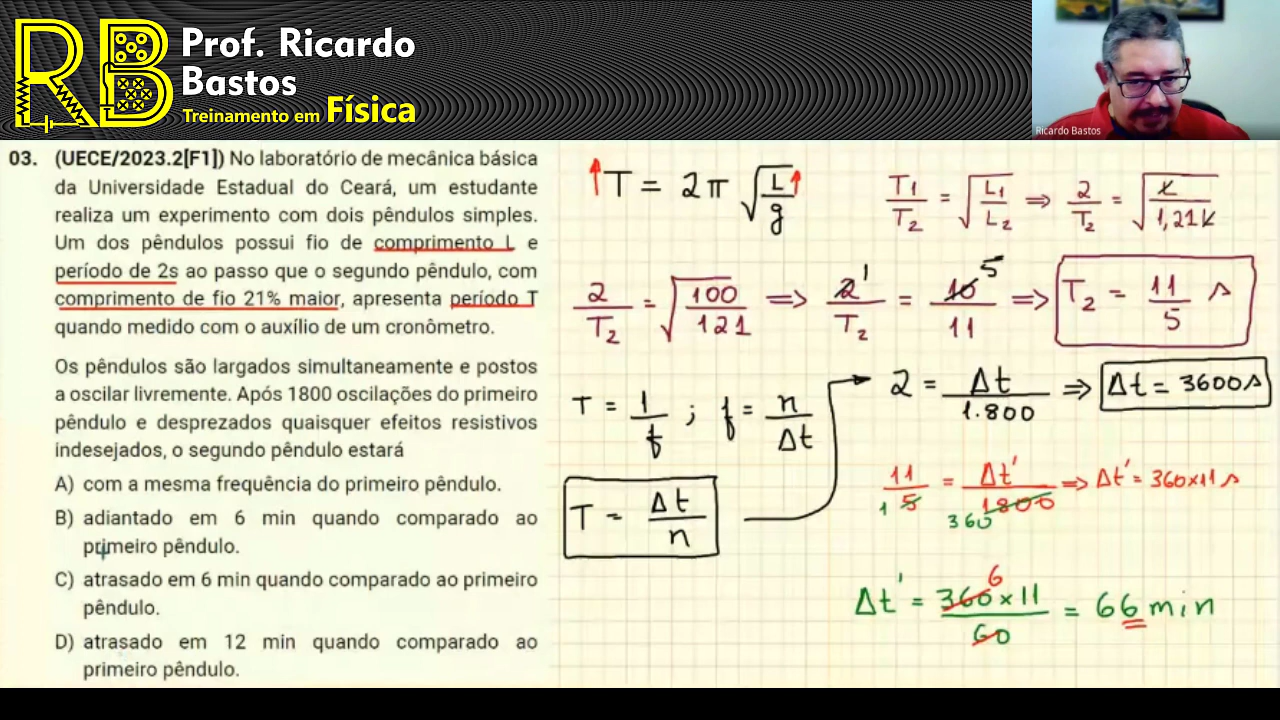 RB
Prof. Ricardo
Bastos
Treinamento em Física
Ricardo Bastos
03. (UECE/2023.2[F1]) No laboratório de mecânica básica
da Universidade Estadual do Ceará, um estudante
realiza um experimento com dois pêndulos simples.
Um dos pêndulos possui fio de comprimento L e
período de 2s ao passo que o segundo pêndulo, com
comprimento de fio 21% maior, apresenta período T
quando medido com o auxílio de um cronômetro.
Os pêndulos são largados simultaneamente e postos
a oscilar livremente. Após 1800 oscilações do primeiro
pêndulo e desprezados quaisquer efeitos resistivos
indesejados, o segundo pêndulo estará
A) com a mesma frequência do primeiro pêndulo.
B) adiantado em 6 min quando comparado ao
primeiro pêndulo.
C) atrasado em 6 min quando comparado ao primeiro
pêndulo.
D) atrasado em 12 min quando comparado ao
primeiro pêndulo.
↑T = 2π √(L↑/g)
T1/T2 = √(L1/L2) ⇒ 2/T2 = √(L/1,21L)
2/T2 = √(100/121) ⇒ 2 1/T2 = 10 5/11 ⇒ T2 = 11/5 s
T = 1/f ; f = n/Δt
2 = Δt/1.800 ⇒ Δt = 3600s
T = Δt/n
11/1 5 = Δt'/360 1800 ⇒ Δt' = 360x11 s
Δt' = 360 6 x 11/60 = 66 min